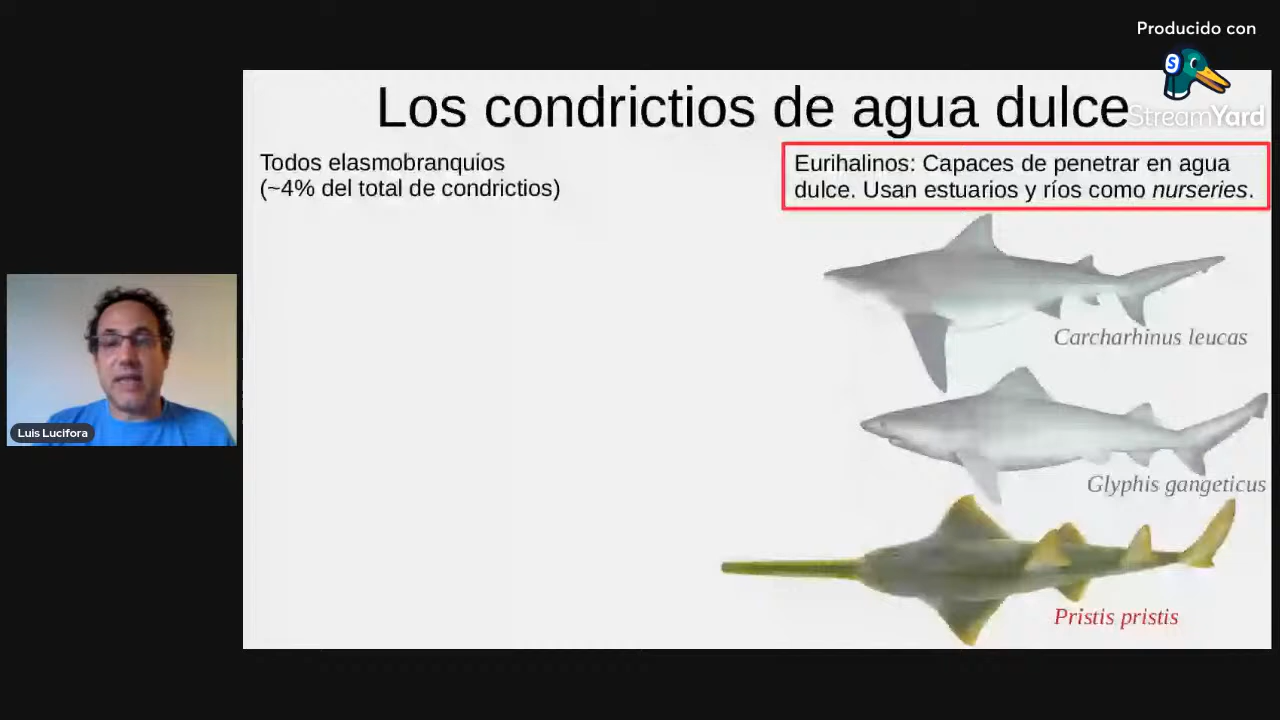 Producido con
StreamYard
Los condrictios de agua dulce
Todos elasmobranquios
(~4% del total de condrictios)
Eurihalinos: Capaces de penetrar en agua
dulce. Usan estuarios y ríos como nurseries.
Carcharhinus leucas
Luis Lucifora
Glyphis gangeticus
Pristis pristis